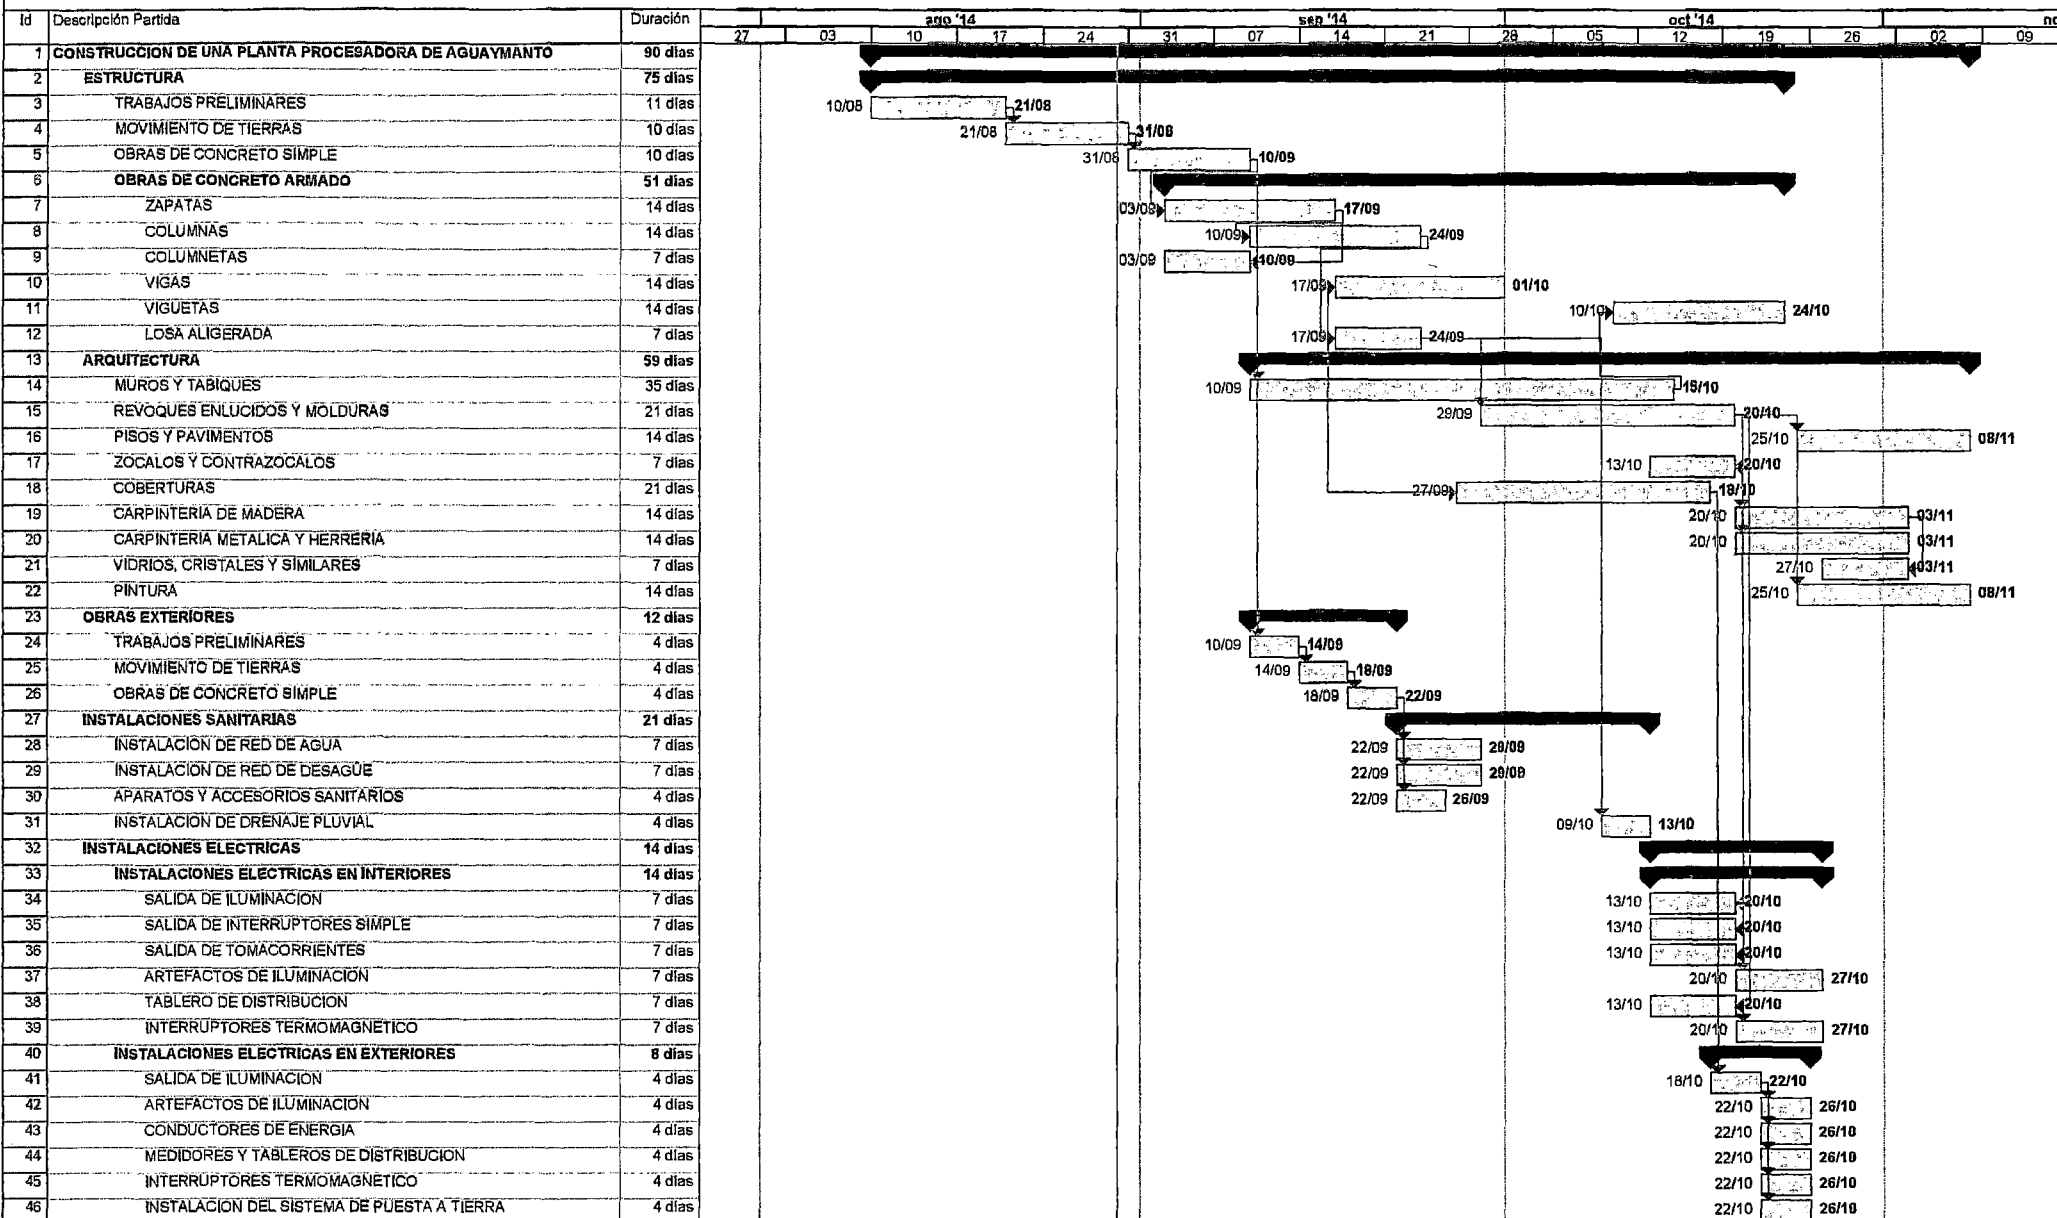 Id Descripción Partida Duración ago '14 sep '14 oct '14
27 03 10 17 24 31 07 14 21 28 05 12 19 26 02 09
1 CONSTRUCCION DE UNA PLANTA PROCESADORA DE AGUAYMANTO 90 días
2 ESTRUCTURA 75 días
3 TRABAJOS PRELIMINARES 11 días 10/08 21/08
4 MOVIMIENTO DE TIERRAS 10 días 21/08 31/08
5 OBRAS DE CONCRETO SIMPLE 10 días 31/08 10/09
6 OBRAS DE CONCRETO ARMADO 51 días
7 ZAPATAS 14 días 03/09 17/09
8 COLUMNAS 14 días 10/09 24/09
9 COLUMNETAS 7 días 03/09 10/09
10 VIGAS 14 días 17/09 01/10
11 VIGUETAS 14 días 10/10 24/10
12 LOSA ALIGERADA 7 días 17/09 24/09
13 ARQUITECTURA 59 días
14 MUROS Y TABIQUES 35 días 10/09 15/10
15 REVOQUES ENLUCIDOS Y MOLDURAS 21 días 29/09 20/10
16 PISOS Y PAVIMENTOS 14 días 25/10 08/11
17 ZOCALOS Y CONTRAZOCALOS 7 días 13/10 20/10
18 COBERTURAS 21 días 27/09 18/10
19 CARPINTERIA DE MADERA 14 días 20/10 03/11
20 CARPINTERIA METALICA Y HERRERIA 14 días 20/10 03/11
21 VIDRIOS, CRISTALES Y SIMILARES 7 días 27/10 03/11
22 PINTURA 14 días 25/10 08/11
23 OBRAS EXTERIORES 12 días
24 TRABAJOS PRELIMINARES 4 días 10/09 14/09
25 MOVIMIENTO DE TIERRAS 4 días 14/09 18/09
26 OBRAS DE CONCRETO SIMPLE 4 días 18/09 22/09
27 INSTALACIONES SANITARIAS 21 días
28 INSTALACION DE RED DE AGUA 7 días 22/09 29/09
29 INSTALACION DE RED DE DESAGÜE 7 días 22/09 29/09
30 APARATOS Y ACCESORIOS SANITARIOS 4 días 22/09 26/09
31 INSTALACION DE DRENAJE PLUVIAL 4 días 09/10 13/10
32 INSTALACIONES ELECTRICAS 14 días
33 INSTALACIONES ELECTRICAS EN INTERIORES 14 días
34 SALIDA DE ILUMINACION 7 días 13/10 20/10
35 SALIDA DE INTERRUPTORES SIMPLE 7 días 13/10 20/10
36 SALIDA DE TOMACORRIENTES 7 días 13/10 20/10
37 ARTEFACTOS DE ILUMINACION 7 días 20/10 27/10
38 TABLERO DE DISTRIBUCION 7 días 13/10 20/10
39 INTERRUPTORES TERMOMAGNETICO 7 días 20/10 27/10
40 INSTALACIONES ELECTRICAS EN EXTERIORES 8 días
41 SALIDA DE ILUMINACION 4 días 18/10 22/10
42 ARTEFACTOS DE ILUMINACION 4 días 22/10 26/10
43 CONDUCTORES DE ENERGIA 4 días 22/10 26/10
44 MEDIDORES Y TABLEROS DE DISTRIBUCION 4 días 22/10 26/10
45 INTERRUPTORES TERMOMAGNETICO 4 días 22/10 26/10
46 INSTALACION DEL SISTEMA DE PUESTA A TIERRA 4 días 22/10 26/10